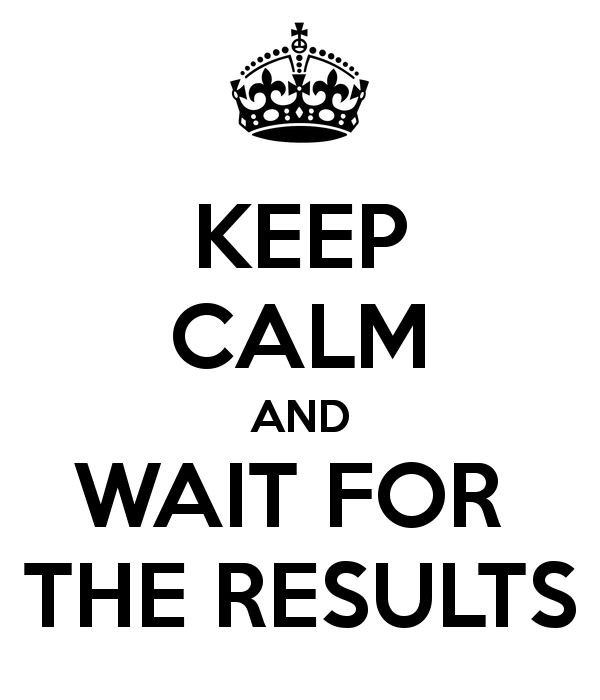 KEEP
CALM
AND
WAIT FOR
THE RESULTS